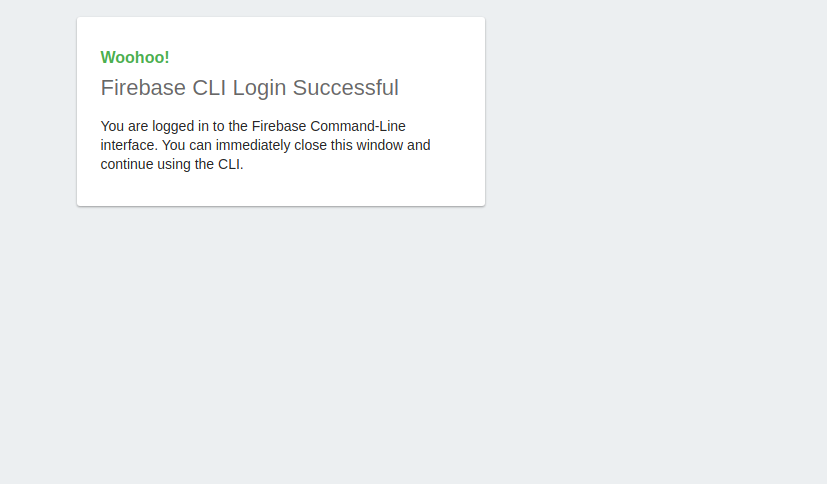 Woohoo!
Firebase CLI Login Successful
You are logged in to the Firebase Command-Line
interface. You can immediately close this window and
continue using the CLI.